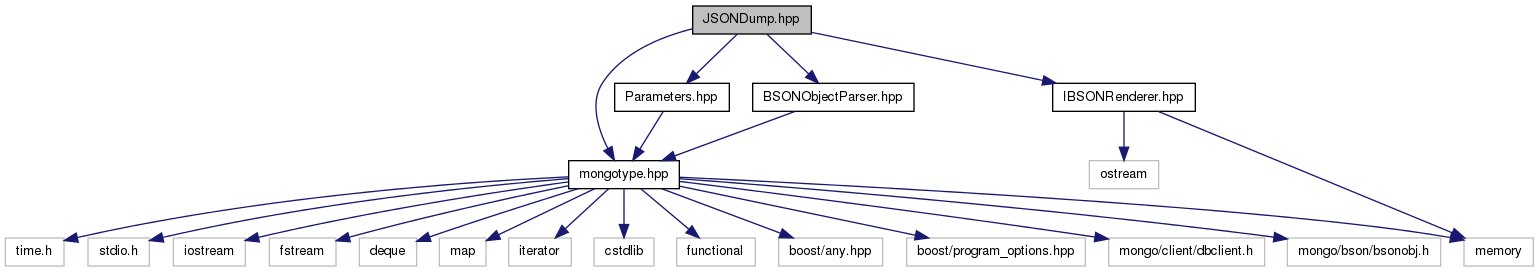 JSONDump.hpp
Parameters.hpp
BSONObjectParser.hpp
IBSONRenderer.hpp
mongotype.hpp
ostream
time.h
stdio.h
iostream
fstream
deque
map
iterator
cstdlib
functional
boost/any.hpp
boost/program_options.hpp
mongo/client/dbclient.h
mongo/bson/bsonobj.h
memory